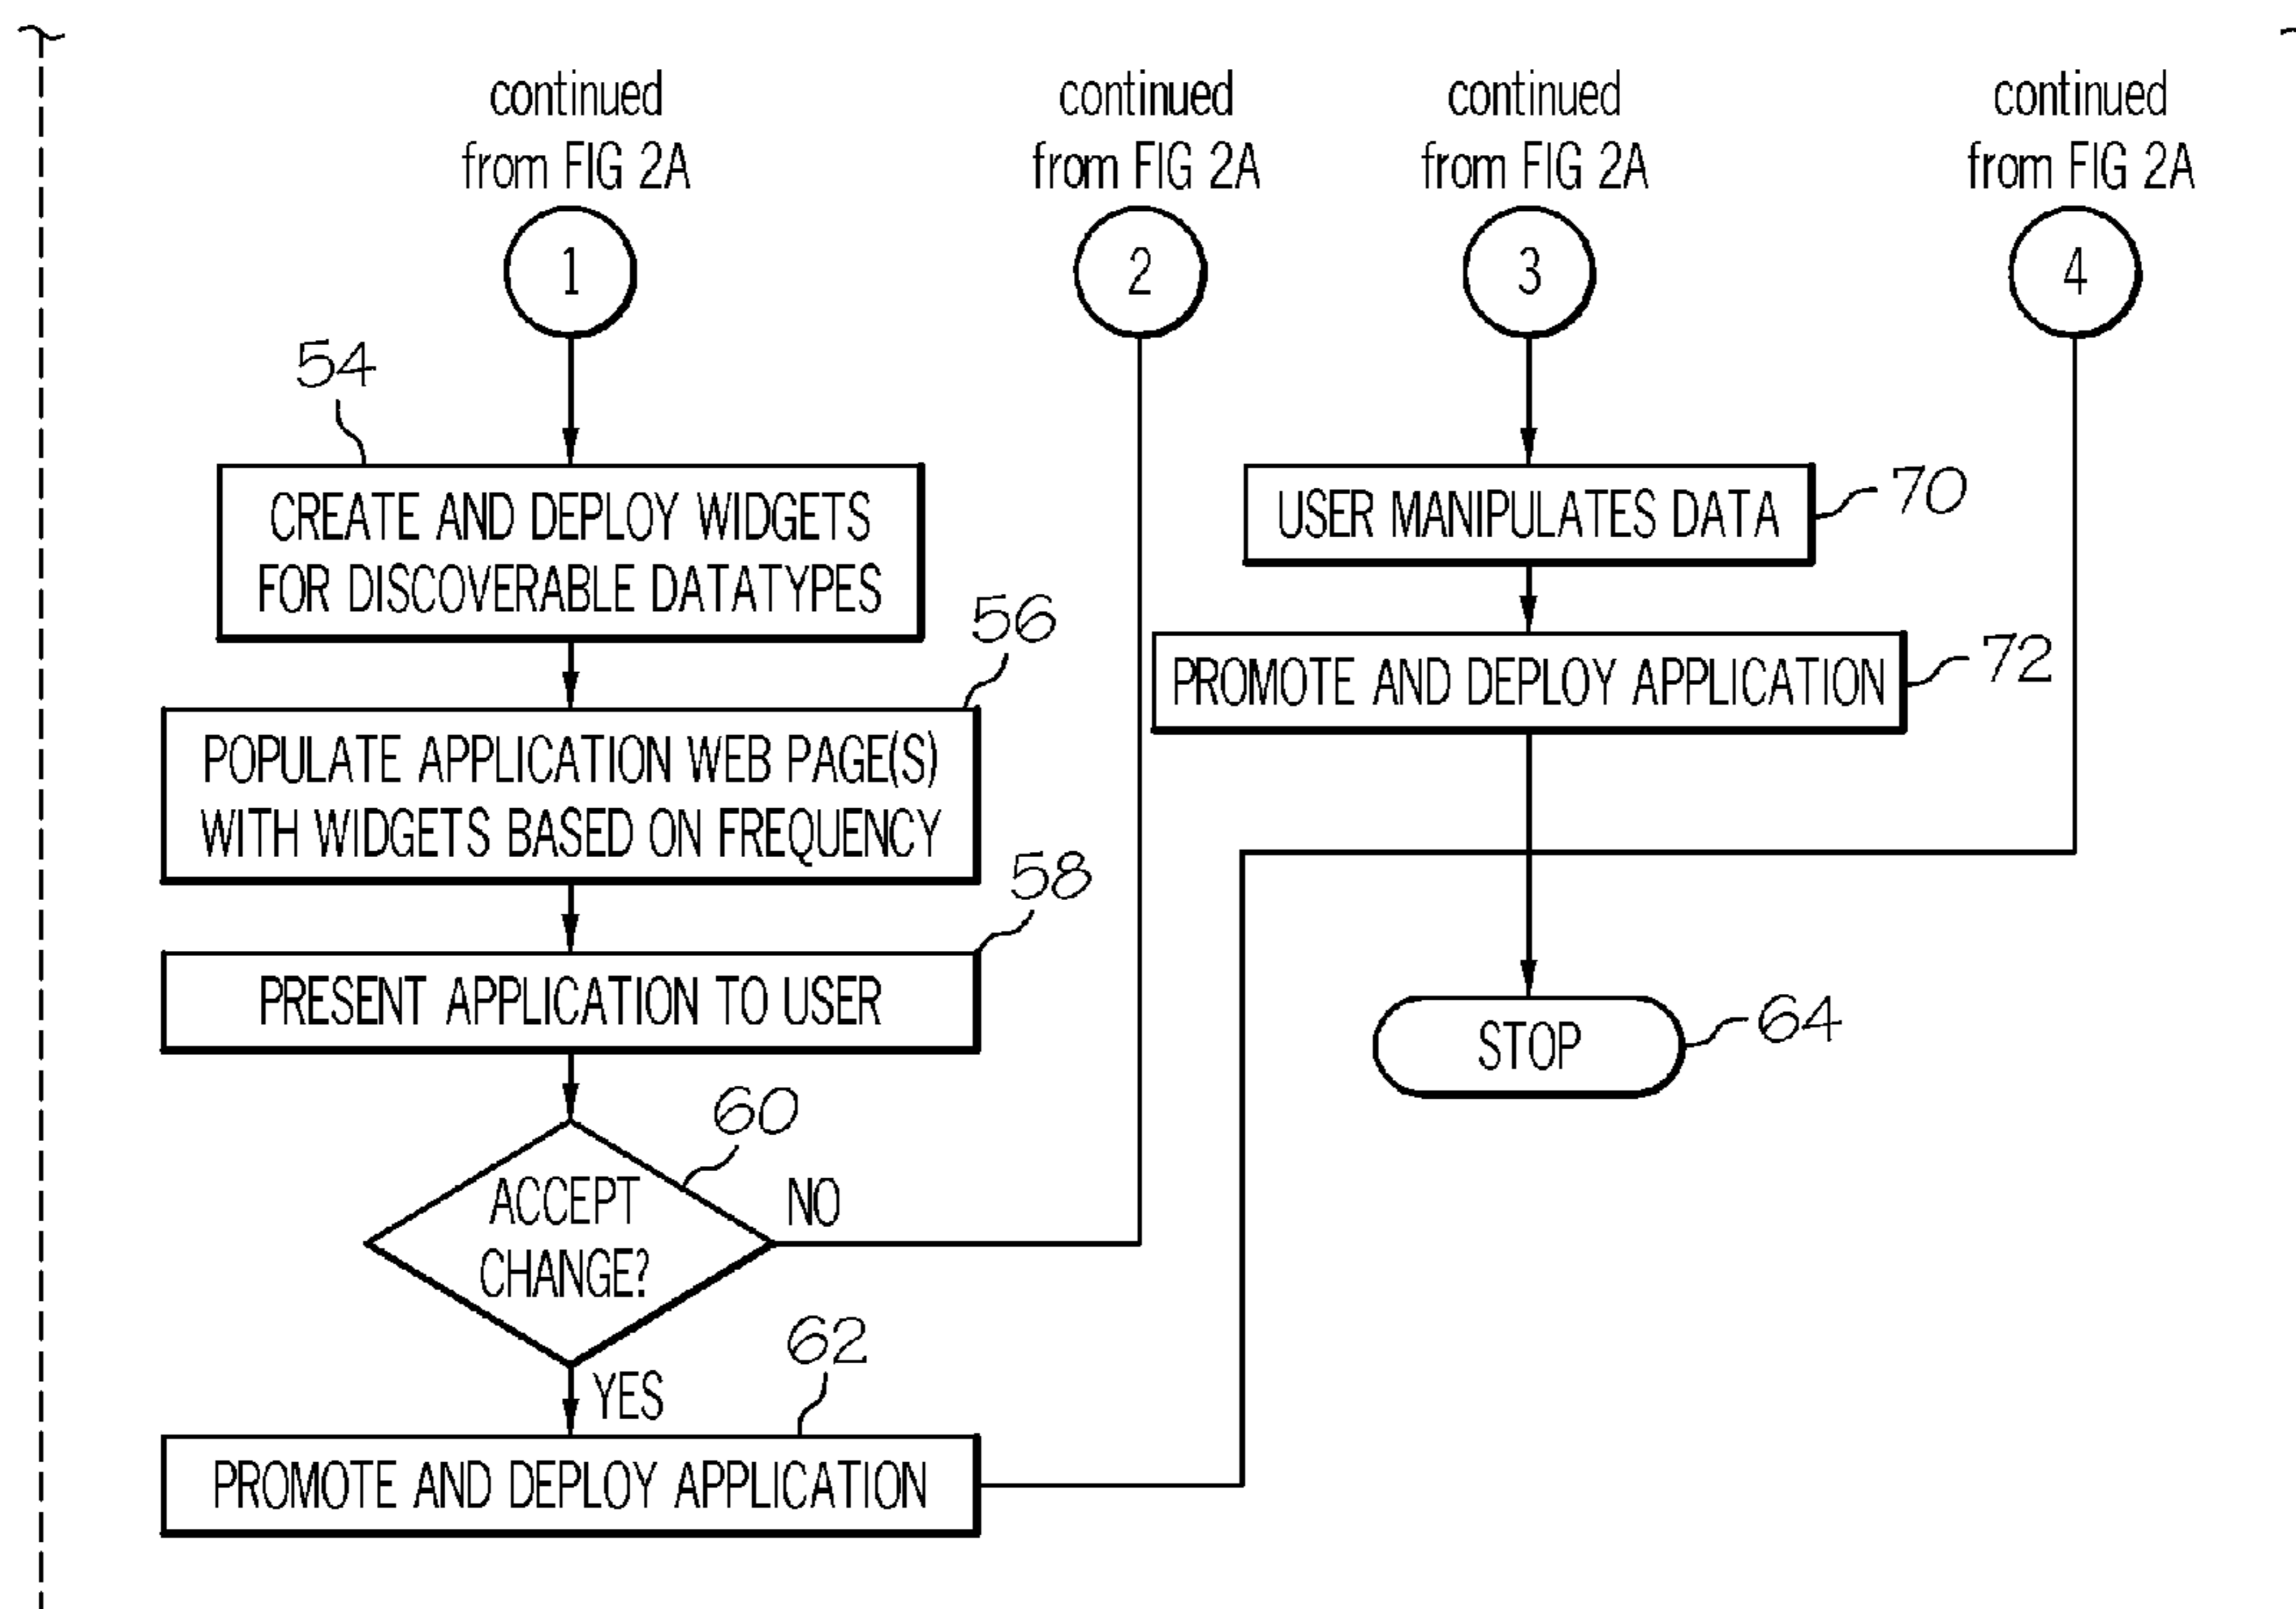 continued
from FIG 2A
continued
from FIG 2A
continued
from FIG 2A
continued
from FIG 2A
1
2
3
4
54
CREATE AND DEPLOY WIDGETS
FOR DISCOVERABLE DATATYPES
56
POPULATE APPLICATION WEB PAGE(S)
WITH WIDGETS BASED ON FREQUENCY
58
PRESENT APPLICATION TO USER
60
ACCEPT
CHANGE?
NO
YES
62
PROMOTE AND DEPLOY APPLICATION
USER MANIPULATES DATA
70
PROMOTE AND DEPLOY APPLICATION
72
STOP
64